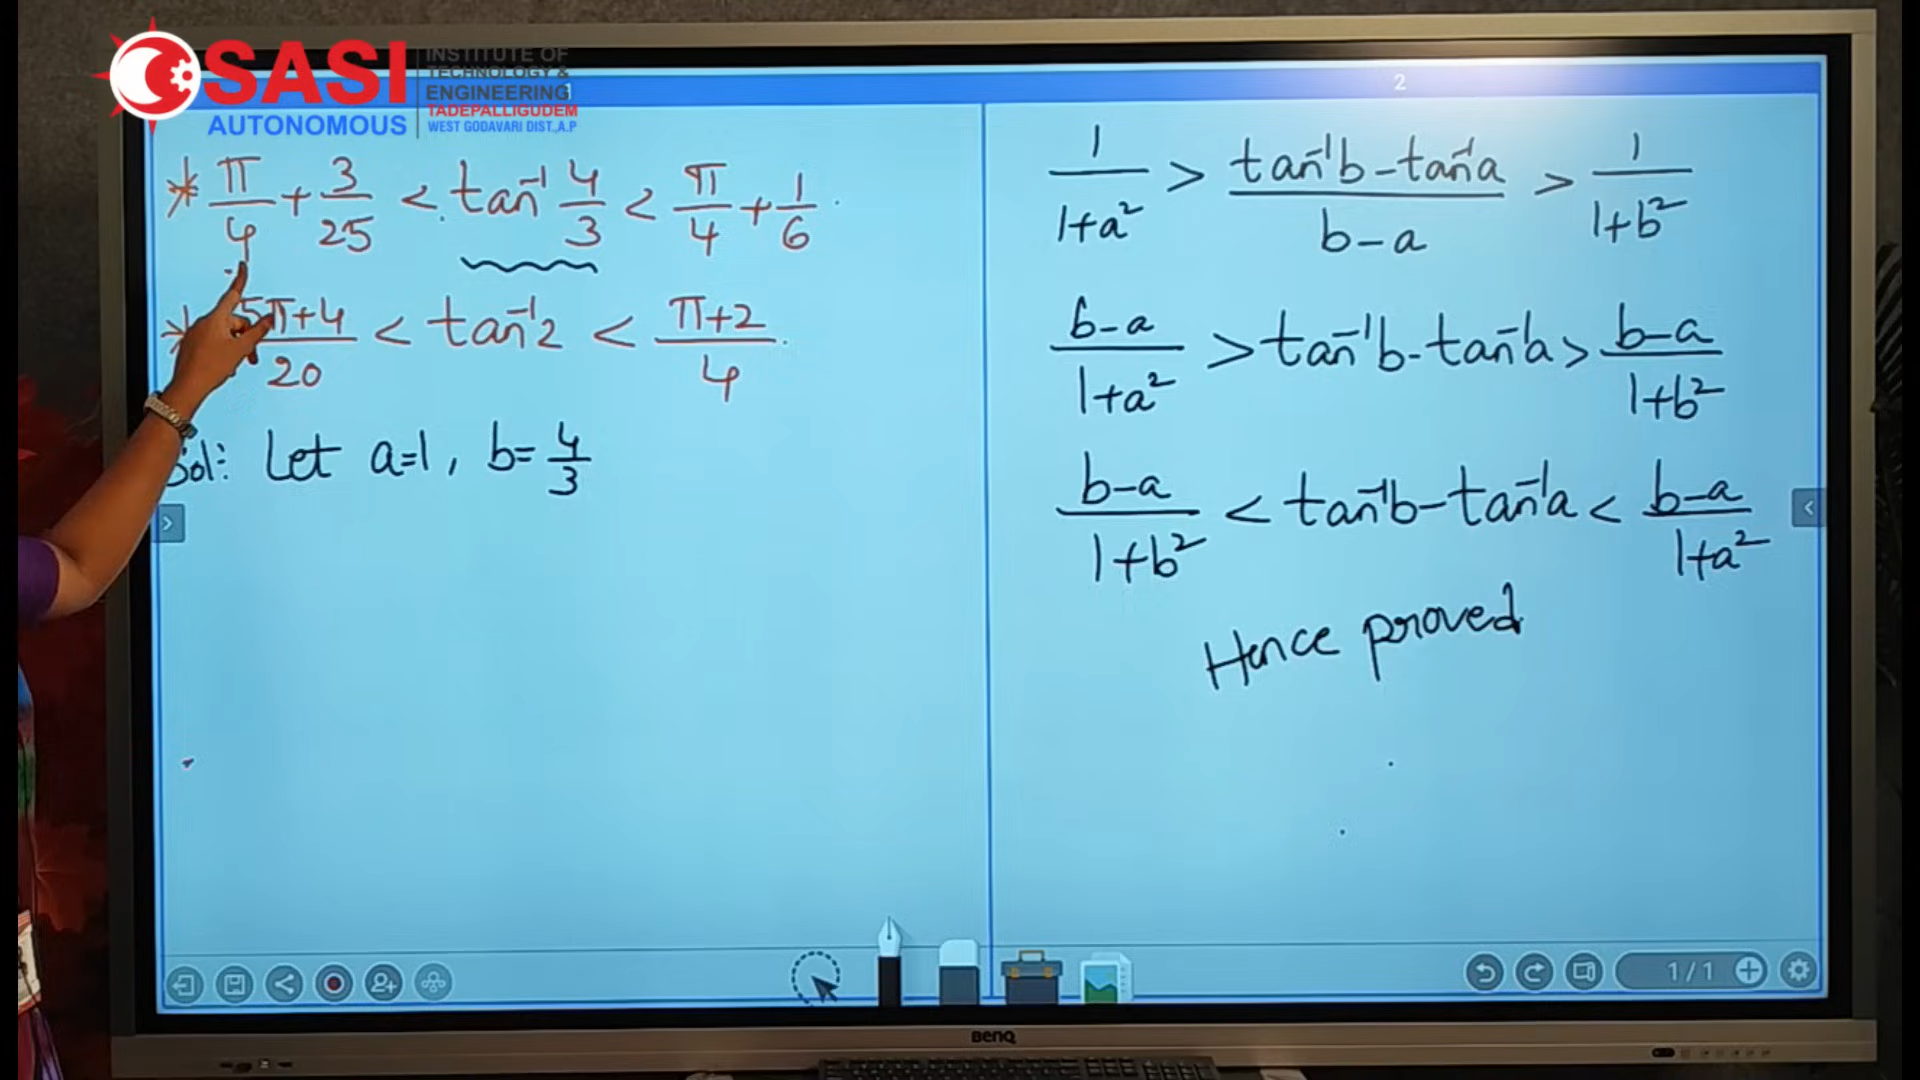 SASI
AUTONOMOUS
INSTITUTE OF
TECHNOLOGY &
ENGINEERING
TADEPALLIGUDEM
WEST GODAVARI DIST.,A.P
* π/4 + 3/25 < tan⁻¹ 4/3 < π/4 + 1/6.
* 5π+4/20 < tan⁻¹2 < π+2/4.
Sol: Let a=1, b=4/3
2
1/1+a² > tan⁻¹b-tan⁻¹a/b-a > 1/1+b²
b-a/1+a² > tan⁻¹b-tan⁻¹a > b-a/1+b²
b-a/1+b² < tan⁻¹b-tan⁻¹a < b-a/1+a²
Hence proved
1/1
BenQ